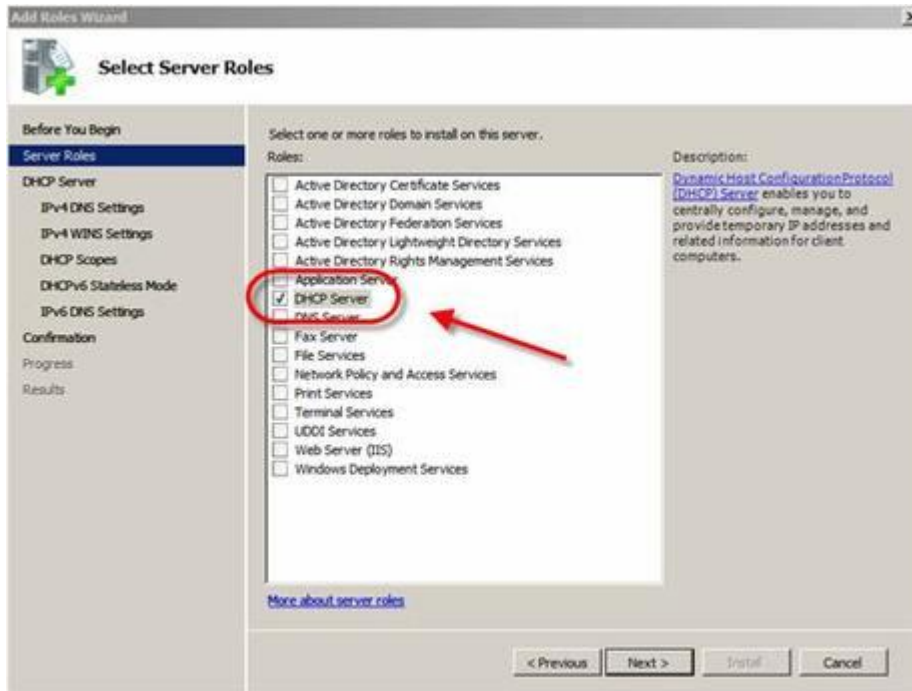 Add Roles Wizard
Select Server Roles
Before You Begin
Server Roles
DHCP Server
IPv4 DNS Settings
IPv4 WINS Settings
DHCP Scopes
DHCPv6 Stateless Mode
IPv6 DNS Settings
Confirmation
Progress
Results
Select one or more roles to install on this server.
Roles:
Active Directory Certificate Services
Active Directory Domain Services
Active Directory Federation Services
Active Directory Lightweight Directory Services
Active Directory Rights Management Services
Application Server
DHCP Server
DNS Server
Fax Server
File Services
Network Policy and Access Services
Print Services
Terminal Services
UDDI Services
Web Server (IIS)
Windows Deployment Services
More about server roles
Description:
Dynamic Host Configuration Protocol
(DHCP) Server enables you to
centrally configure, manage, and
provide temporary IP addresses and
related information for client
computers.
< Previous
Next >
Install
Cancel